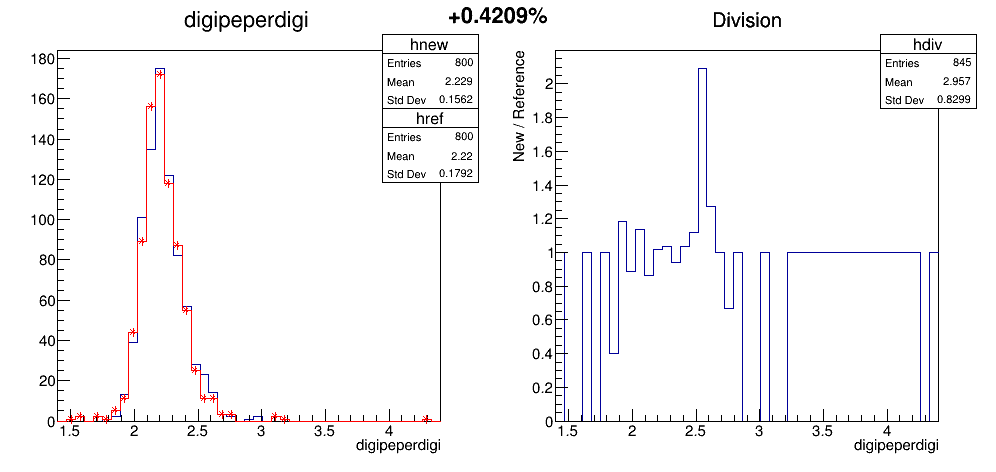 +0.4209%
digipeperdigi
hnew
Entries 800
Mean 2.229
Std Dev 0.1562
href
Entries 800
Mean 2.22
Std Dev 0.1792
180
160
140
120
100
80
60
40
20
0
1.5 2 2.5 3 3.5 4
digipeperdigi
Division
hdiv
Entries 845
Mean 2.957
Std Dev 0.8299
New / Reference
2
1.8
1.6
1.4
1.2
1
0.8
0.6
0.4
0.2
0
1.5 2 2.5 3 3.5 4
digipeperdigi